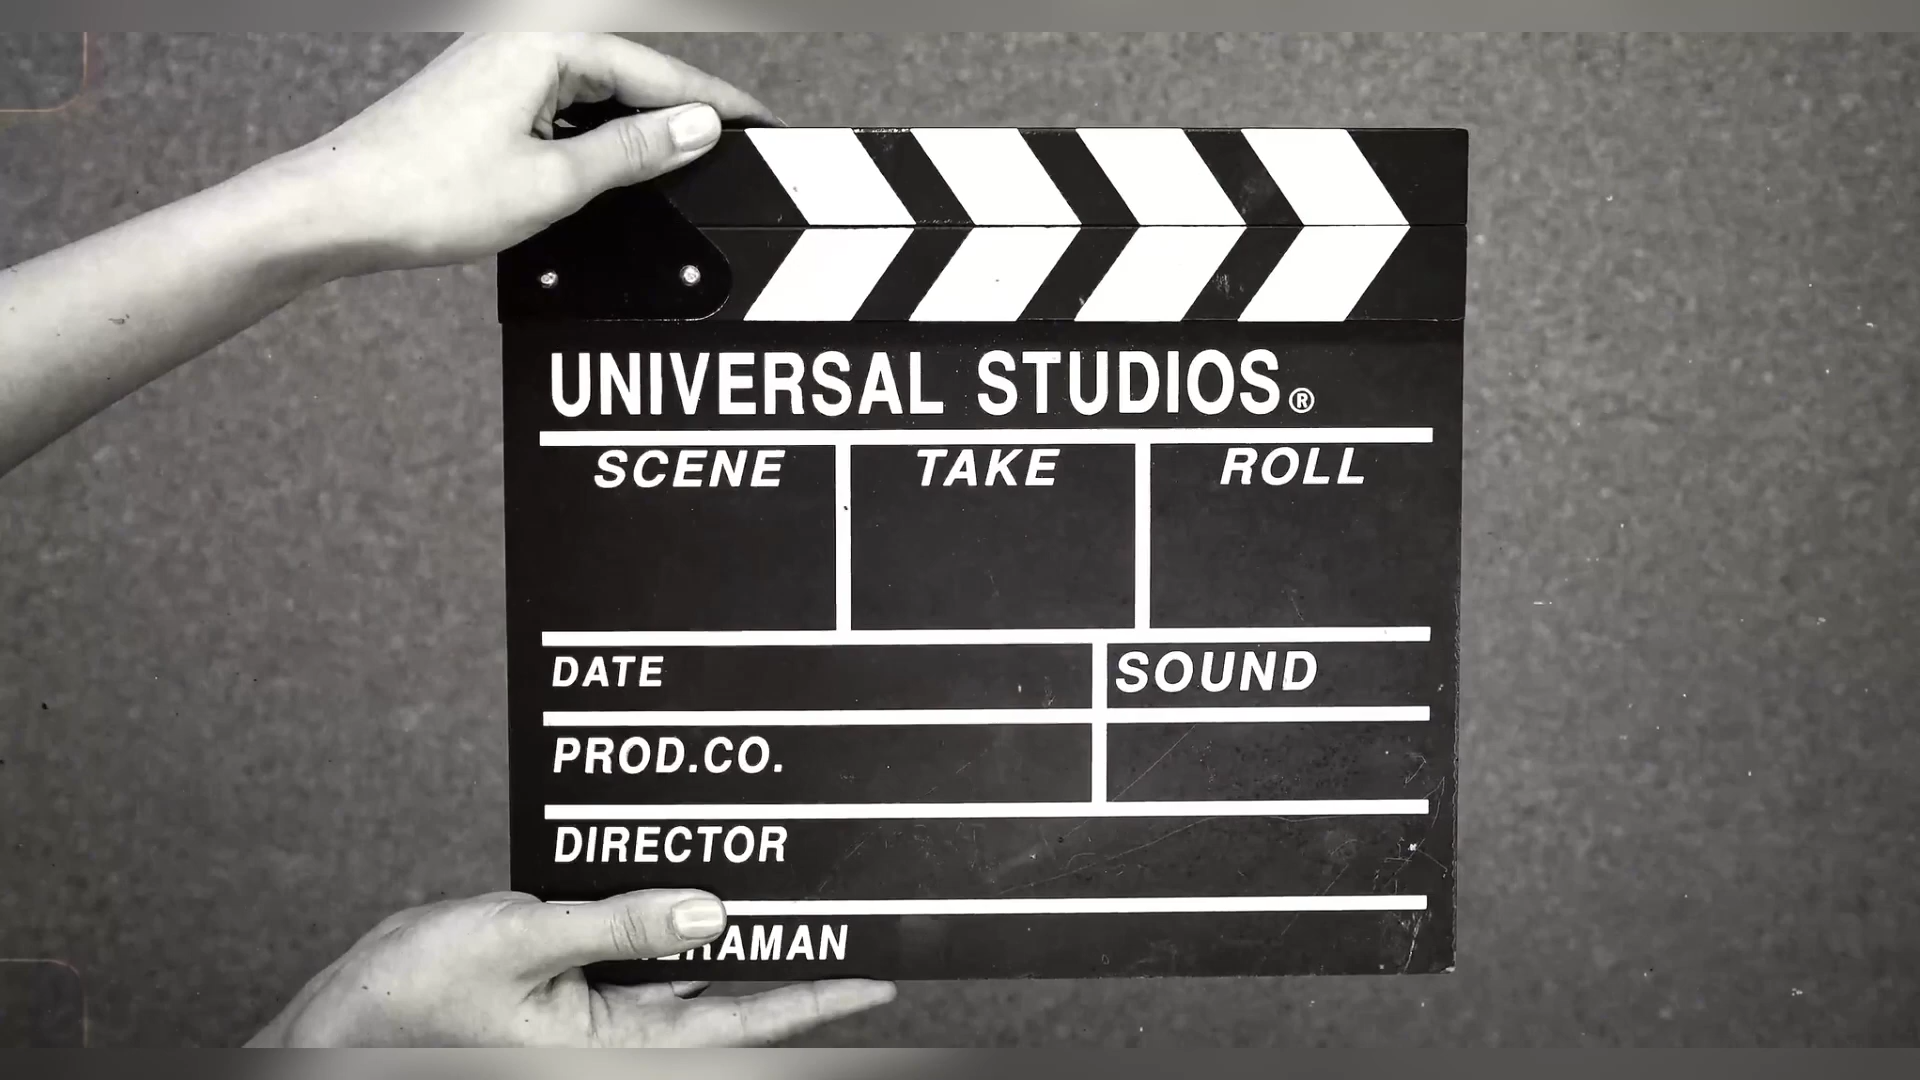 UNIVERSAL STUDIOS®
SCENE TAKE ROLL
DATE SOUND
PROD.CO.
DIRECTOR